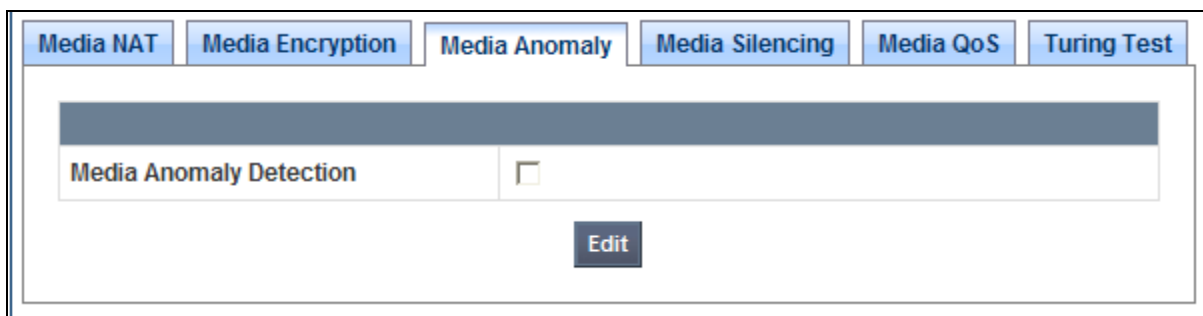 Media NAT Media Encryption Media Anomaly Media Silencing Media QoS Turing Test
Media Anomaly Detection
Edit